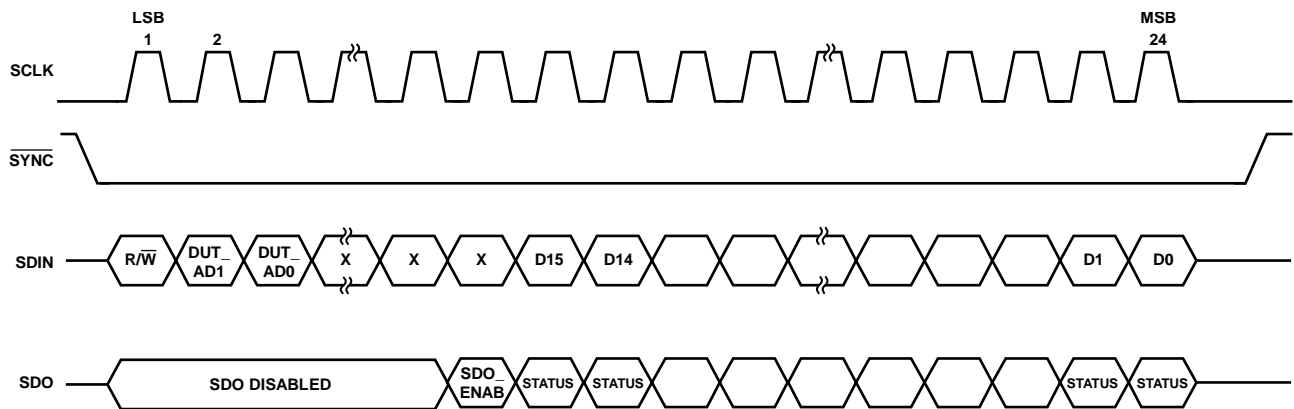 LSB MSB
1 2 24
SCLK
SYNC
SDIN R/W DUT_ DUT_ X X X D15 D14 D1 D0
AD1 AD0
SDO SDO DISABLED SDO_ STATUS STATUS STATUS STATUS
ENAB